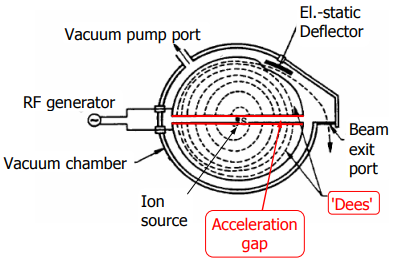 El.-static
Deflector
Vacuum pump port
RF generator
S
Beam
exit
port
Vacuum chamber
Ion
source
Acceleration
gap
'Dees'